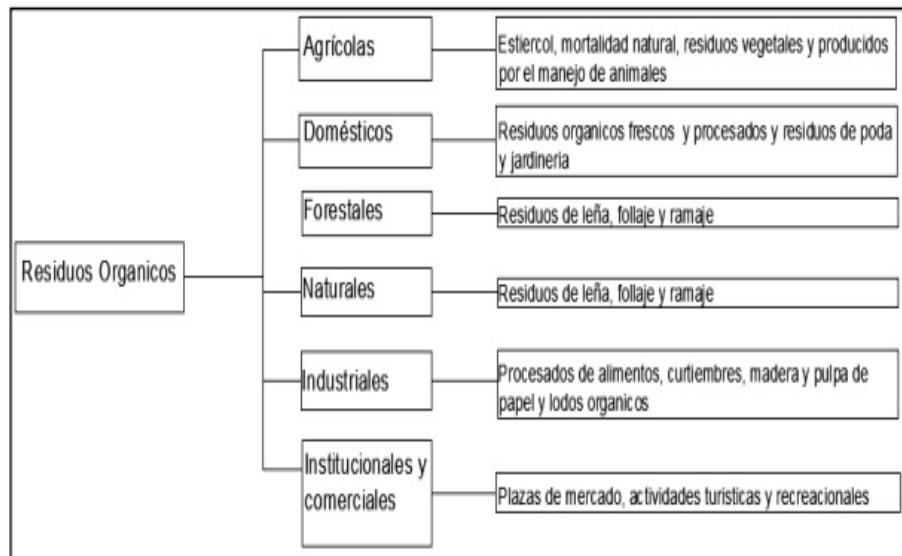 Residuos Organicos
Agrícolas
Estiercol, mortalidad natural, residuos vegetales y producidos
por el manejo de animales
Domésticos
Residuos organicos frescos y procesados y residuos de poda
y jardineria
Forestales
Residuos de leña, follaje y ramaje
Naturales
Residuos de leña, follaje y ramaje
Industriales
Procesados de alimentos, curtiembres, madera y pulpa de
papel y lodos organicos
Institucionales y
comerciales
Plazas de mercado, actividades turisticas y recreacionales